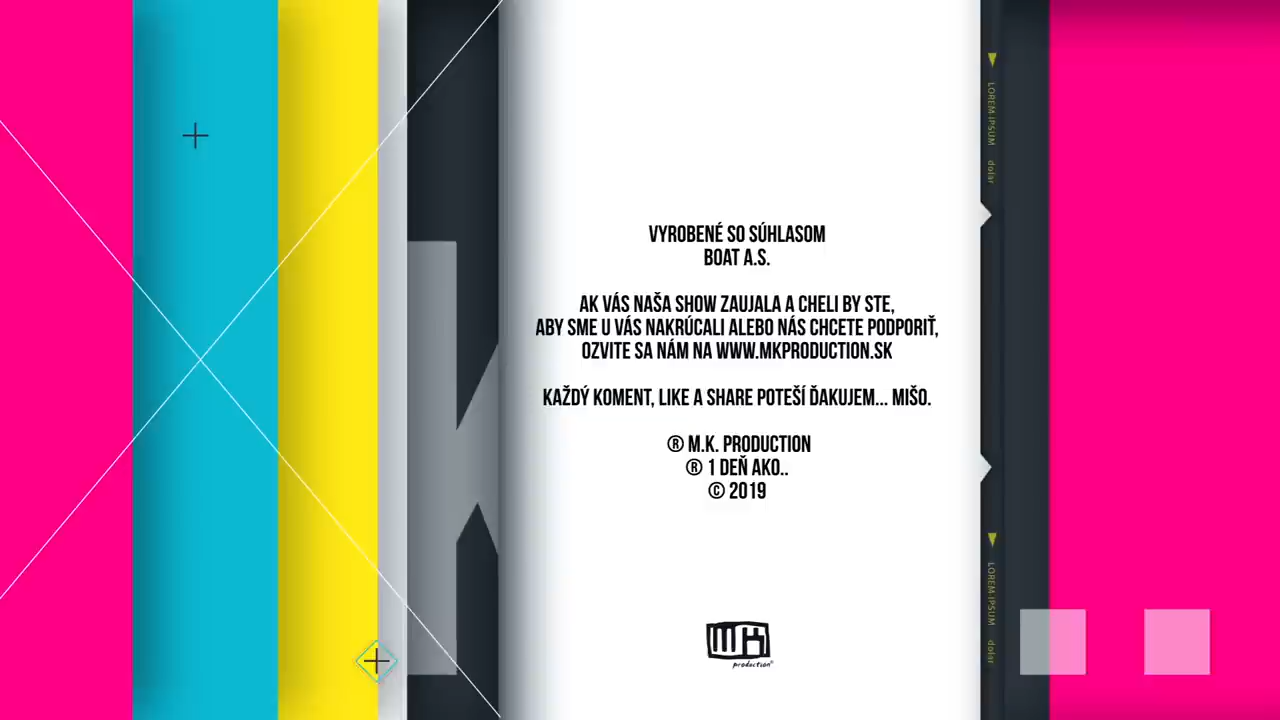 VYROBENÉ SO SÚHLASOM
BOAT A.S.
AK VÁS NAŠA SHOW ZAUJALA A CHELI BY STE,
ABY SME U VÁS NAKRÚCALI ALEBO NÁS CHCETE PODPORIŤ,
OZVITE SA NÁM NA WWW.MKPRODUCTION.SK
KAŽDÝ KOMENT, LIKE A SHARE POTEŠÍ ĎAKUJEM... MIŠO.
® M.K. PRODUCTION
® 1 DEŇ AKO..
© 2019
MK
production®
k
LOREM IPSUM dolar
LOREM IPSUM dolar